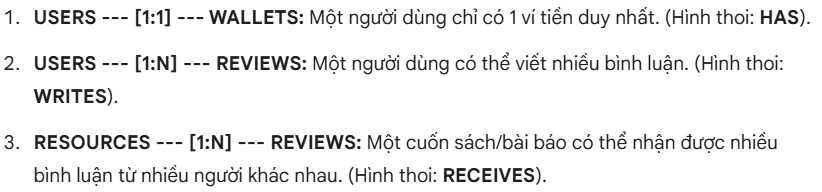 1. USERS --- [1:1] --- WALLETS: Một người dùng chỉ có 1 ví tiền duy nhất. (Hình thoi: HAS).
2. USERS --- [1:N] --- REVIEWS: Một người dùng có thể viết nhiều bình luận. (Hình thoi:
WRITES).
3. RESOURCES --- [1:N] --- REVIEWS: Một cuốn sách/bài báo có thể nhận được nhiều
bình luận từ nhiều người khác nhau. (Hình thoi: RECEIVES).